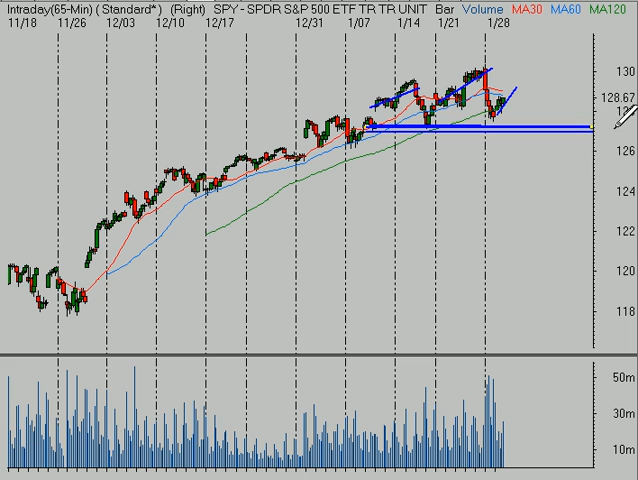 Intraday(65-Min) ( Standard* ) (Right) SPY - SPDR S&P 500 ETF TR TR UNIT Bar Volume MA30 MA60 MA120
11/18 11/26 12/03 12/10 12/17 12/31 1/07 1/14 1/21 1/28
130
128.67
126
124
122
120
118
50m
30m
10m